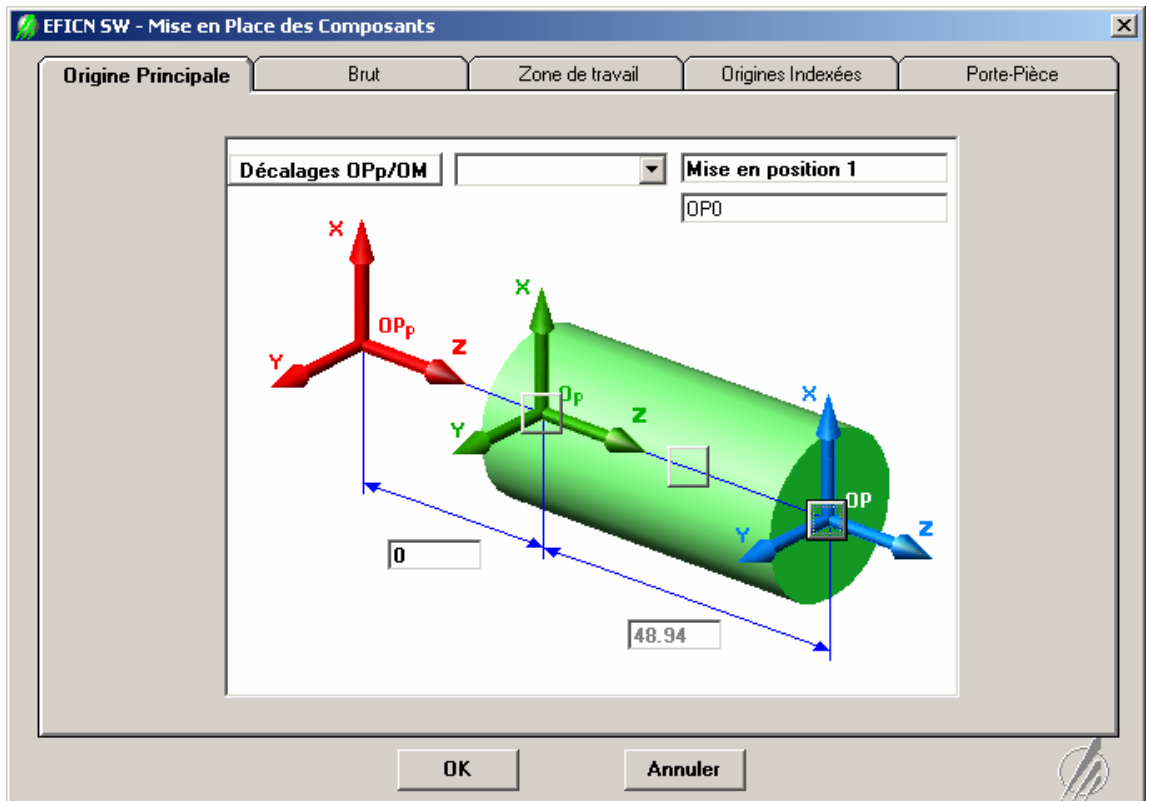 EFICN SW - Mise en Place des Composants
Origine Principale
Brut
Zone de travail
Origines Indexées
Porte-Pièce
Décalages OPp/OM
Mise en position 1
OP0
X
OPp
Z
Y
X
Op
Z
Y
X
OP
Z
Y
0
48.94
OK
Annuler